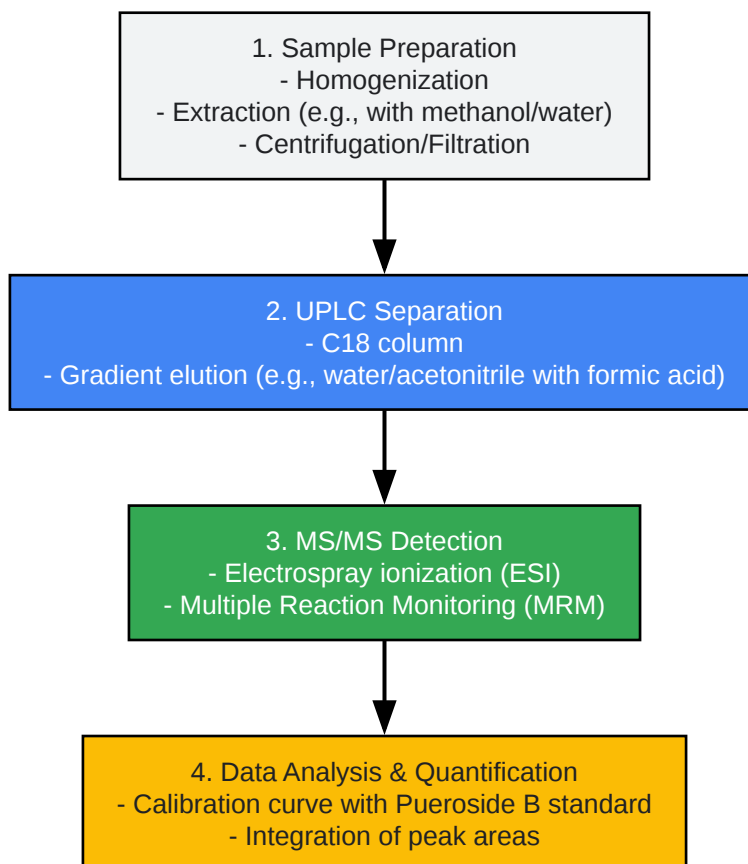 1. Sample Preparation
- Homogenization
- Extraction (e.g., with methanol/water)
- Centrifugation/Filtration
2. UPLC Separation
- C18 column
- Gradient elution (e.g., water/acetonitrile with formic acid)
3. MS/MS Detection
- Electrospray ionization (ESI)
- Multiple Reaction Monitoring (MRM)
4. Data Analysis & Quantification
- Calibration curve with Pueroside B standard
- Integration of peak areas